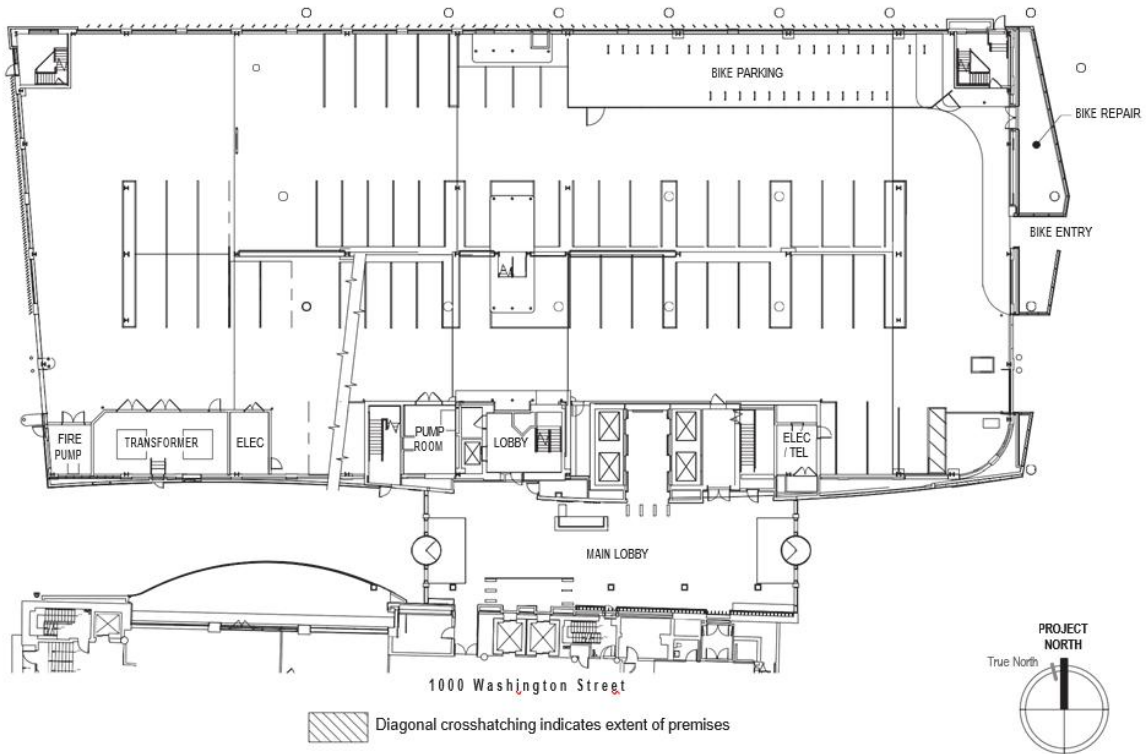 BIKE PARKING
BIKE REPAIR
BIKE ENTRY
FIRE
PUMP
TRANSFORMER
ELEC
PUMP
ROOM
LOBBY
ELEC
/ TEL
MAIN LOBBY
PROJECT
NORTH
True North
1000 Washington Street
Diagonal crosshatching indicates extent of premises